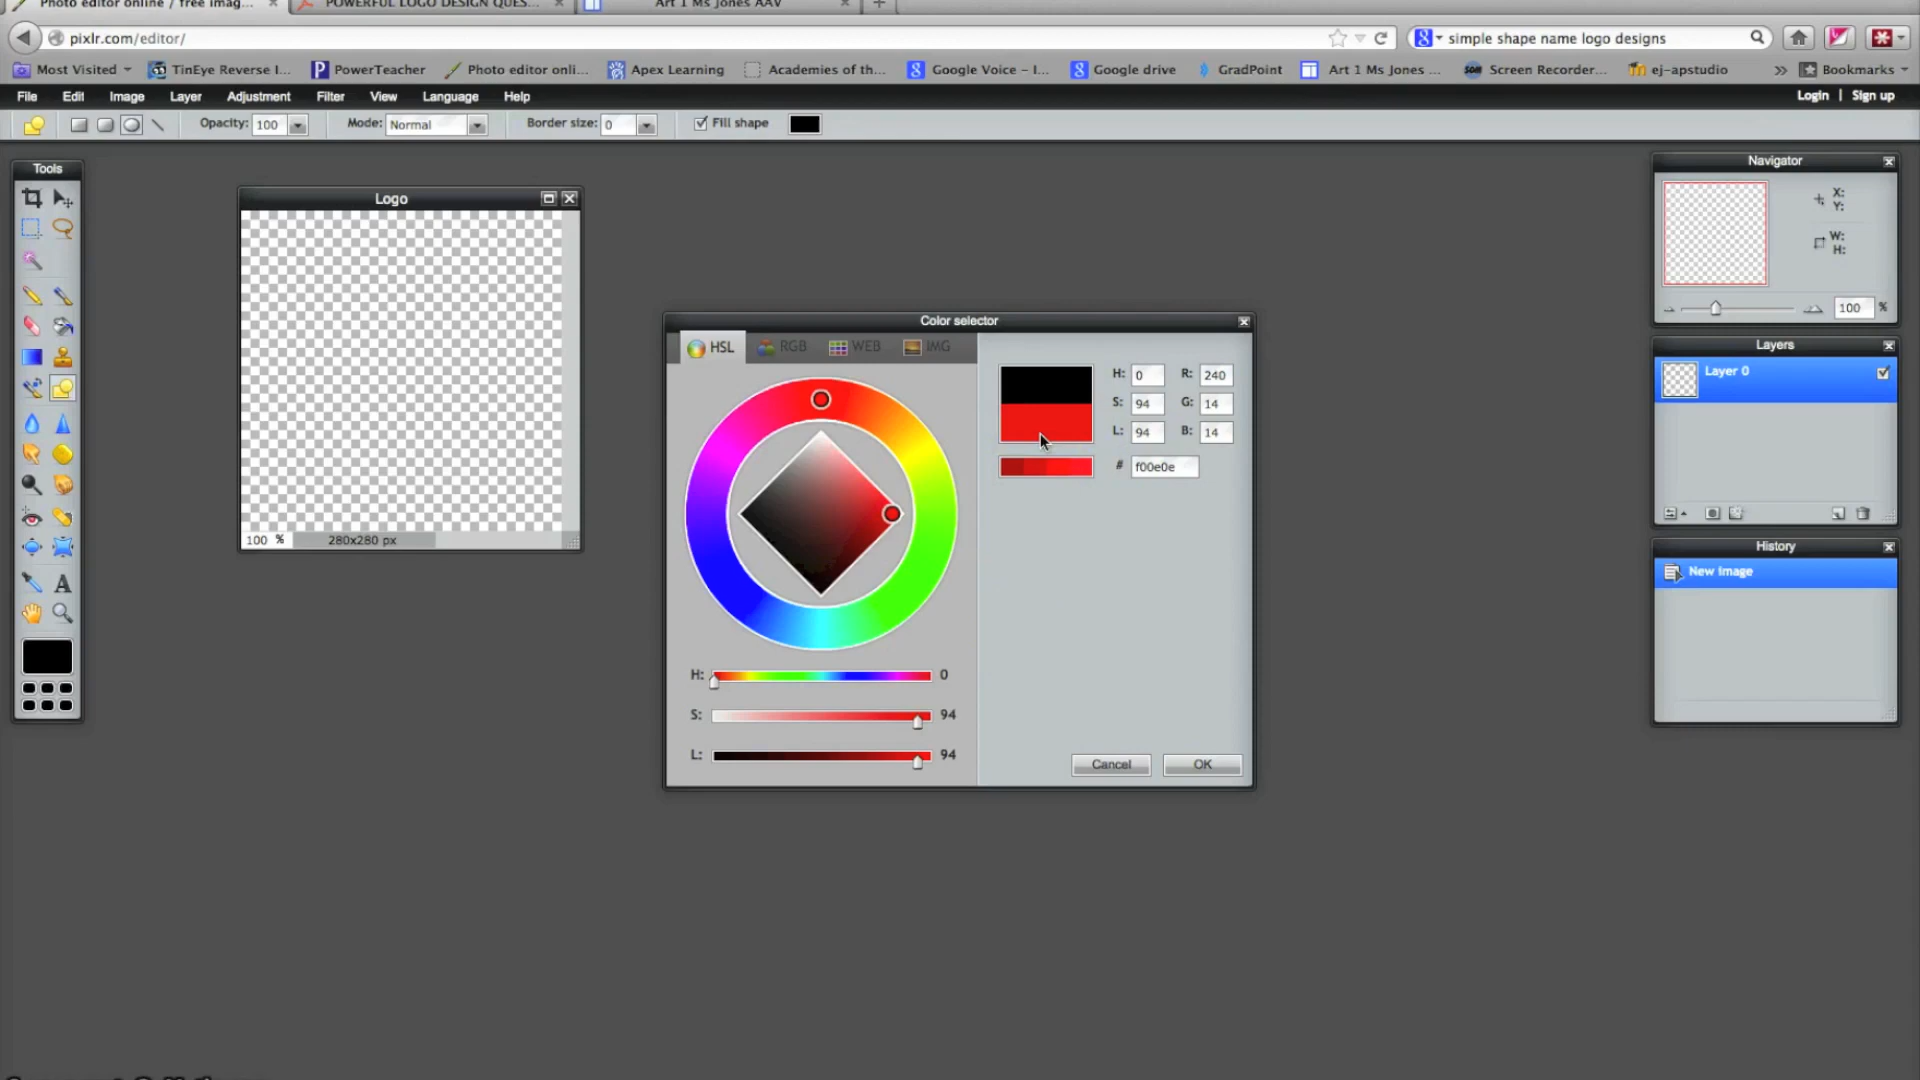 Photo editor online / free imag...
POWERFUL LOGO DESIGN QUES...
Art 1 Ms Jones AAV
pixlr.com/editor/
simple shape name logo designs
Most Visited
TinEye Reverse I...
PowerTeacher
Photo editor onli...
Apex Learning
Academies of th...
Google Voice – I...
Google drive
GradPoint
Art 1 Ms Jones ...
Screen Recorder...
ej-apstudio
Bookmarks
File Edit Image Layer Adjustment Filter View Language Help
Login | Sign up
Opacity: 100
Mode: Normal
Border size: 0
Fill shape
Tools
Logo
100 %
280x280 px
Color selector
HSL RGB WEB IMG
H: 0 R: 240
S: 94 G: 14
L: 94 B: 14
# f00e0e
H: 0
S: 94
L: 94
Cancel OK
Navigator
X:
Y:
W:
H:
100 %
Layers
Layer 0
History
New Image